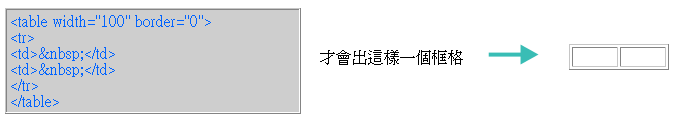 <table width="100" border="0">
<tr>
<td>&nbsp;</td>
<td>&nbsp;</td>
</tr>
</table>
才會出這樣一個框格